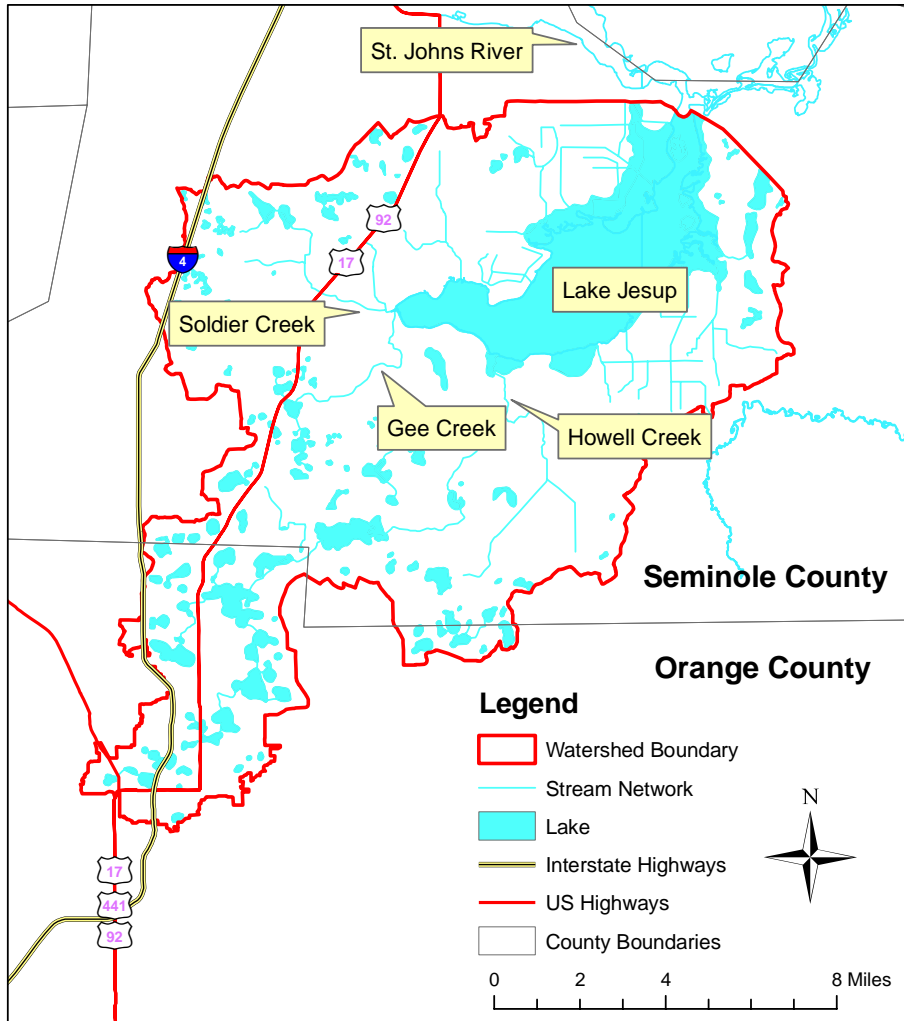 St. Johns River
92
17
4
Lake Jesup
Soldier Creek
Gee Creek
Howell Creek
Seminole County
Orange County
Legend
Watershed Boundary
Stream Network
Lake
Interstate Highways
US Highways
County Boundaries
N
17
441
92
0 2 4 8 Miles